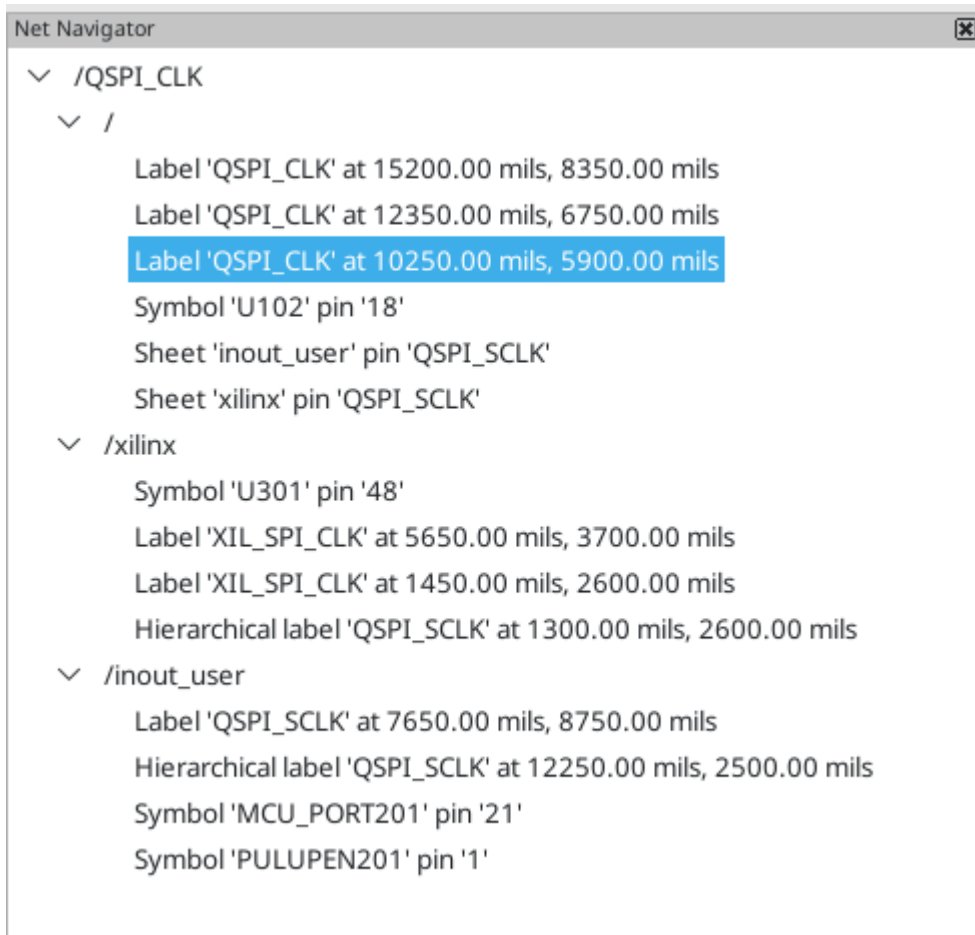 Net Navigator
/QSPI_CLK
/
Label 'QSPI_CLK' at 15200.00 mils, 8350.00 mils
Label 'QSPI_CLK' at 12350.00 mils, 6750.00 mils
Label 'QSPI_CLK' at 10250.00 mils, 5900.00 mils
Symbol 'U102' pin '18'
Sheet 'inout_user' pin 'QSPI_SCLK'
Sheet 'xilinx' pin 'QSPI_SCLK'
/xilinx
Symbol 'U301' pin '48'
Label 'XIL_SPI_CLK' at 5650.00 mils, 3700.00 mils
Label 'XIL_SPI_CLK' at 1450.00 mils, 2600.00 mils
Hierarchical label 'QSPI_SCLK' at 1300.00 mils, 2600.00 mils
/inout_user
Label 'QSPI_SCLK' at 7650.00 mils, 8750.00 mils
Hierarchical label 'QSPI_SCLK' at 12250.00 mils, 2500.00 mils
Symbol 'MCU_PORT201' pin '21'
Symbol 'PULUPEN201' pin '1'